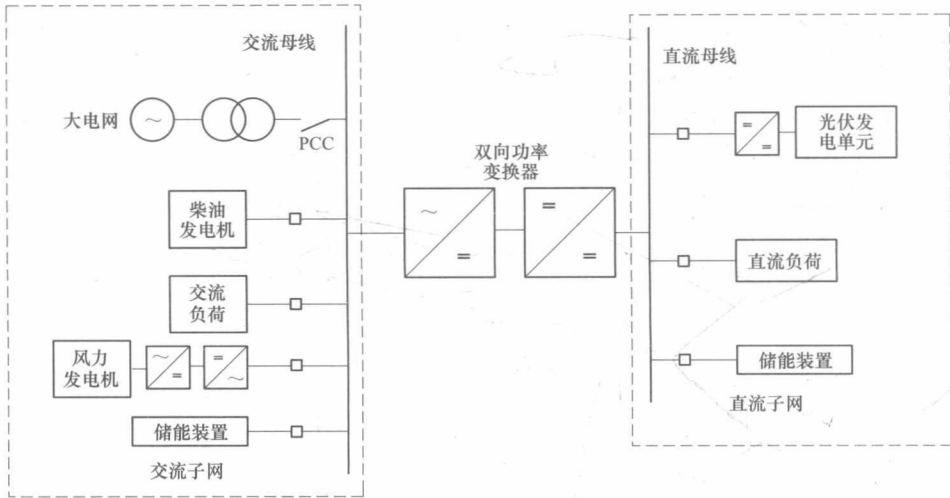 交流母线
大电网
~
PCC
柴油
发电机
交流
负荷
风力
发电机
~
=
=
~
储能装置
交流子网
双向功率
变换器
~
=
=
=
直流母线
=
=
光伏发
电单元
直流负荷
储能装置
直流子网